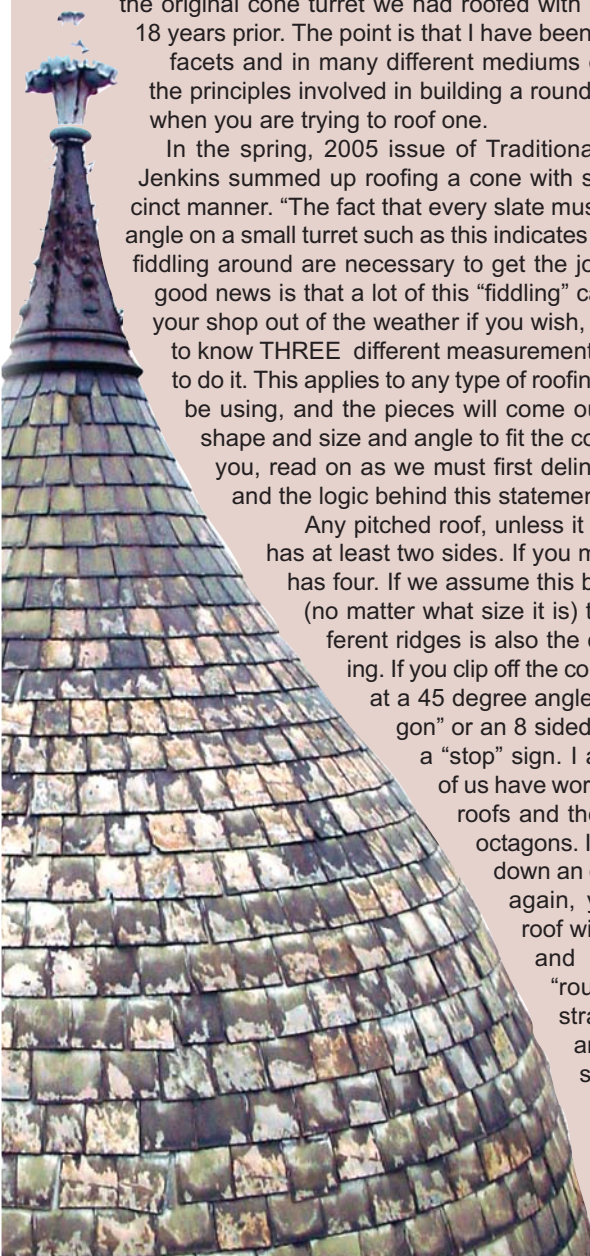 the original cone turret we had roofed with
18 years prior. The point is that I have been
facets and in many different mediums
the principles involved in building a round
when you are trying to roof one.
In the spring, 2005 issue of Traditiona
Jenkins summed up roofing a cone with s
cinct manner. “The fact that every slate mus
angle on a small turret such as this indicates
fiddling around are necessary to get the jo
good news is that a lot of this “fiddling” ca
your shop out of the weather if you wish,
to know THREE different measurement
to do it. This applies to any type of roofin
be using, and the pieces will come ou
shape and size and angle to fit the co
you, read on as we must first delin
and the logic behind this statemen
Any pitched roof, unless it
has at least two sides. If you m
has four. If we assume this b
(no matter what size it is) t
ferent ridges is also the
ing. If you clip off the co
at a 45 degree angle
gon” or an 8 sided
a “stop” sign. I a
of us have wor
roofs and the
octagons. I
down an
again, y
roof wi
and
“rou
stra
ar
s